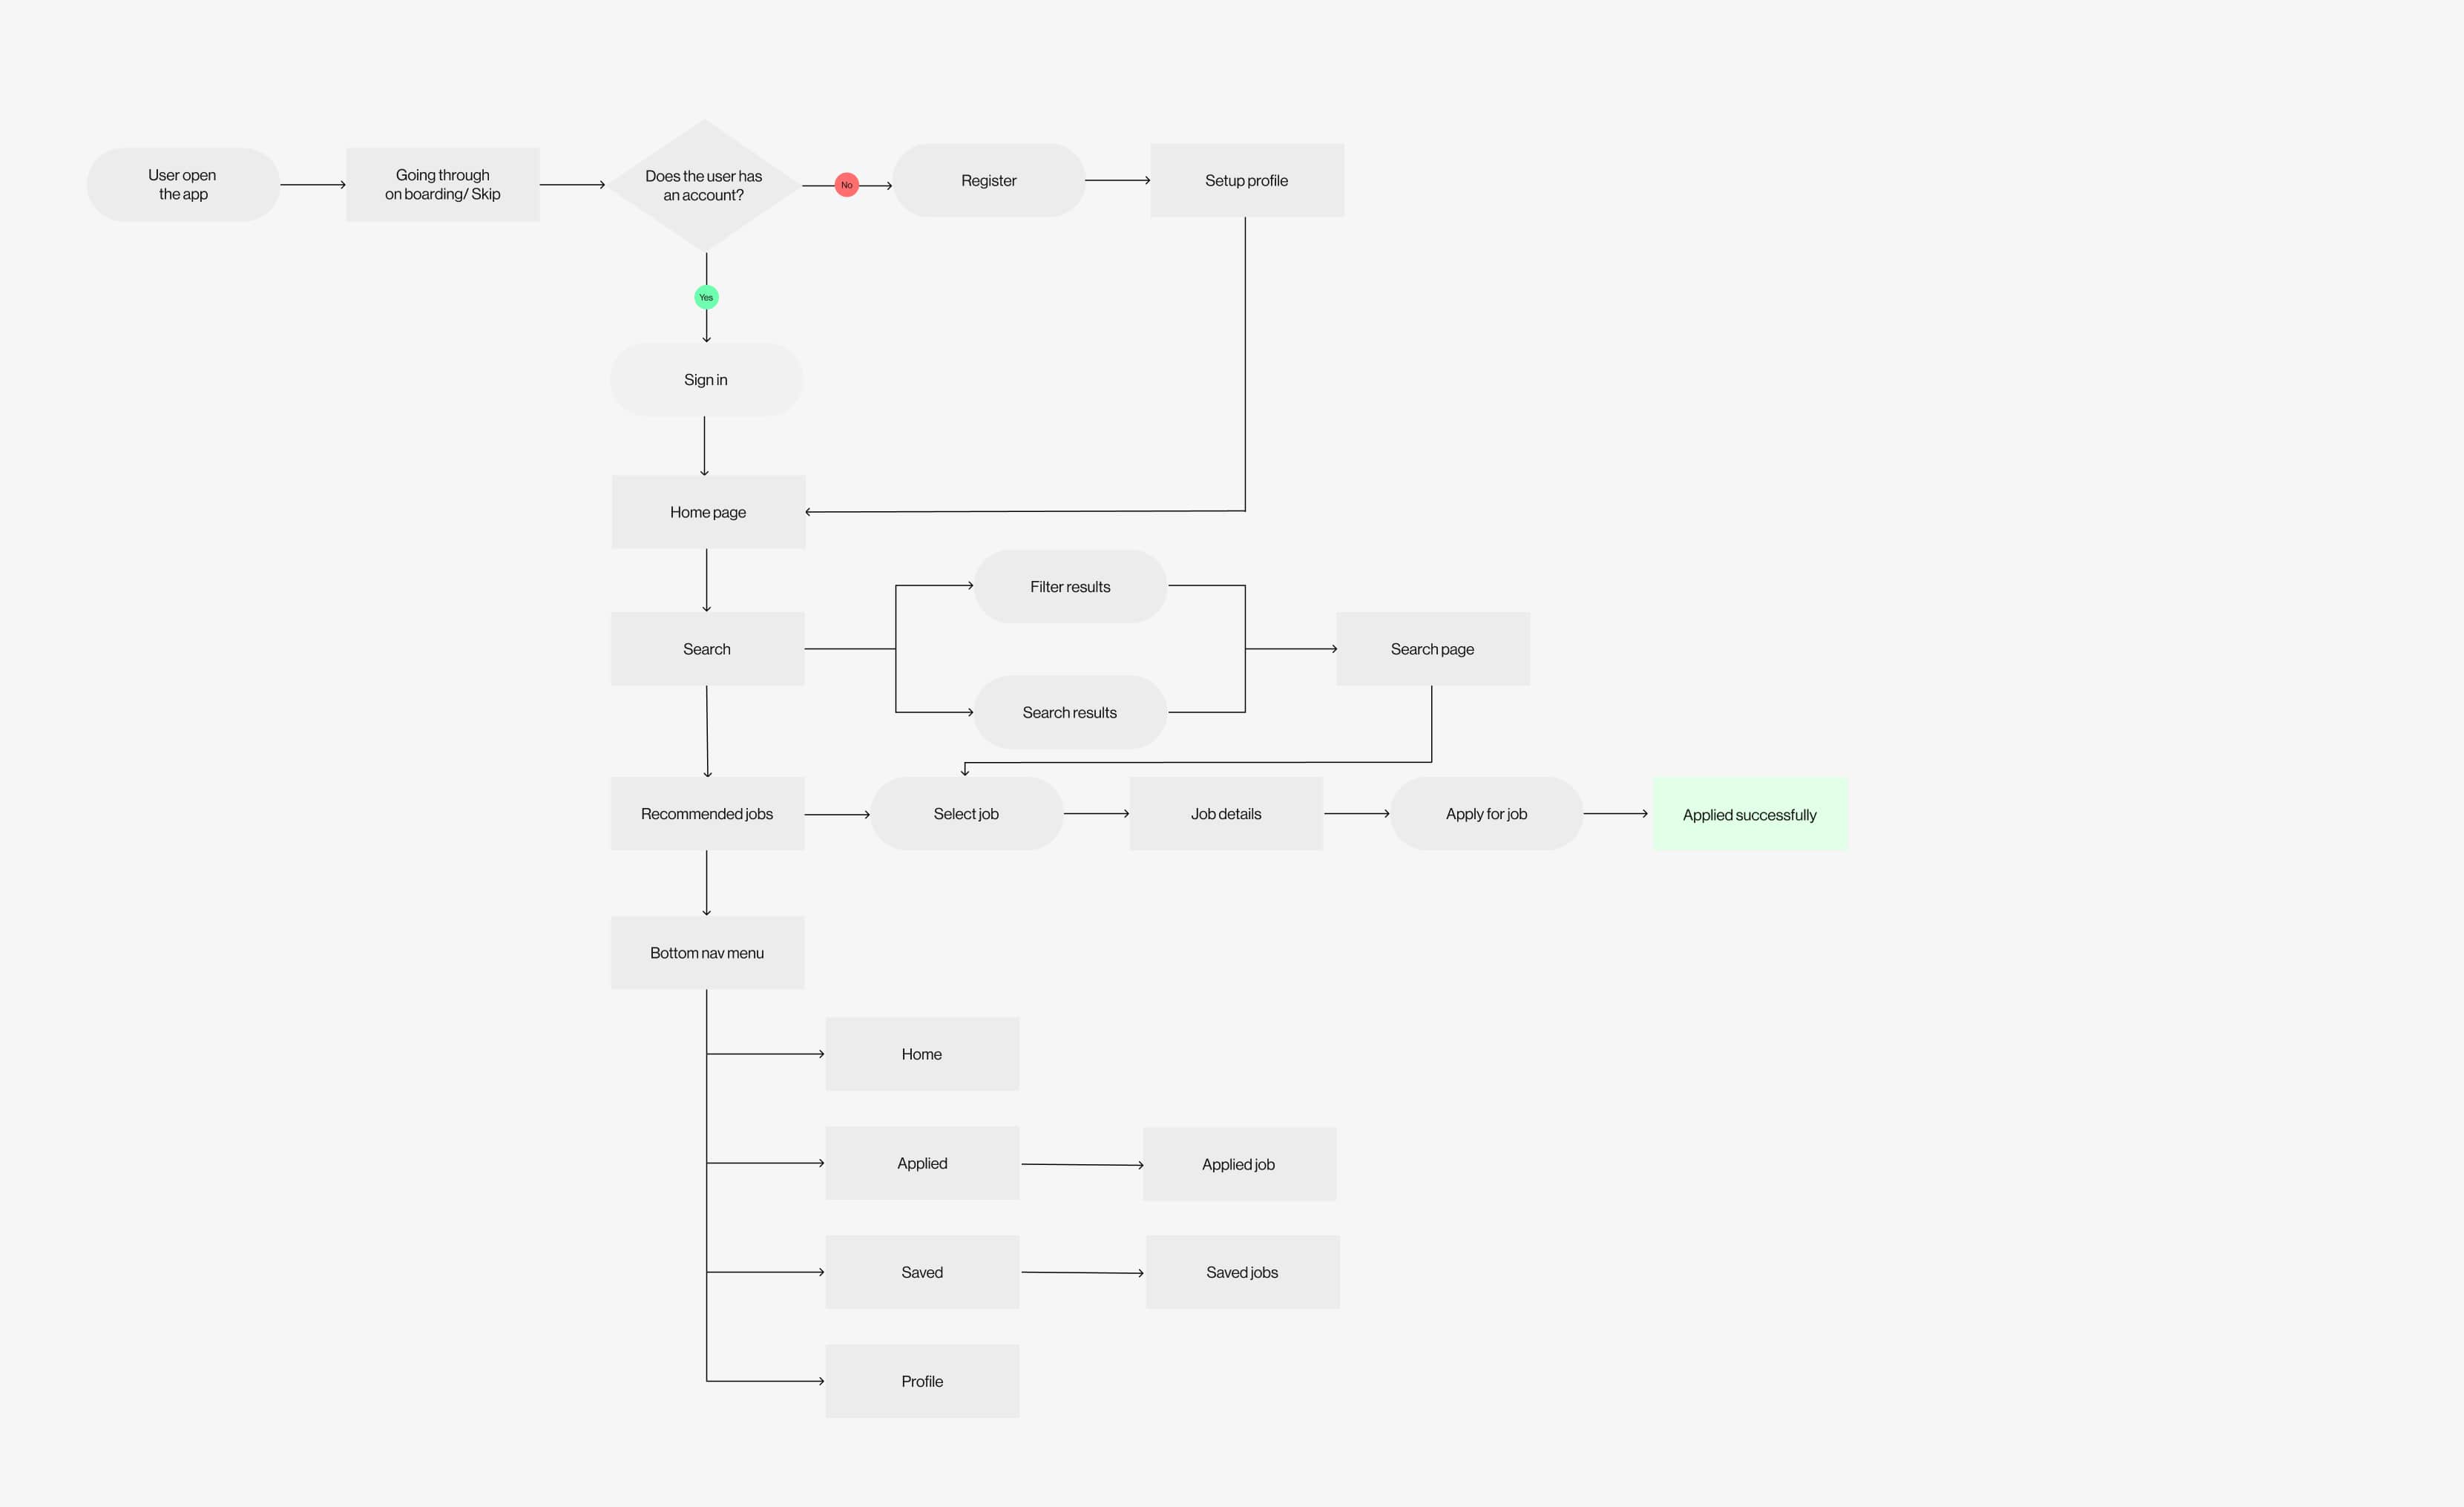 User open
the app
Going through
on boarding/ Skip
Does the user has
an account?
No
Register
Setup profile
Yes
Sign in
Home page
Filter results
Search
Search page
Search results
Recommended jobs
Select job
Job details
Apply for job
Applied successfully
Bottom nav menu
Home
Applied
Applied job
Saved
Saved jobs
Profile